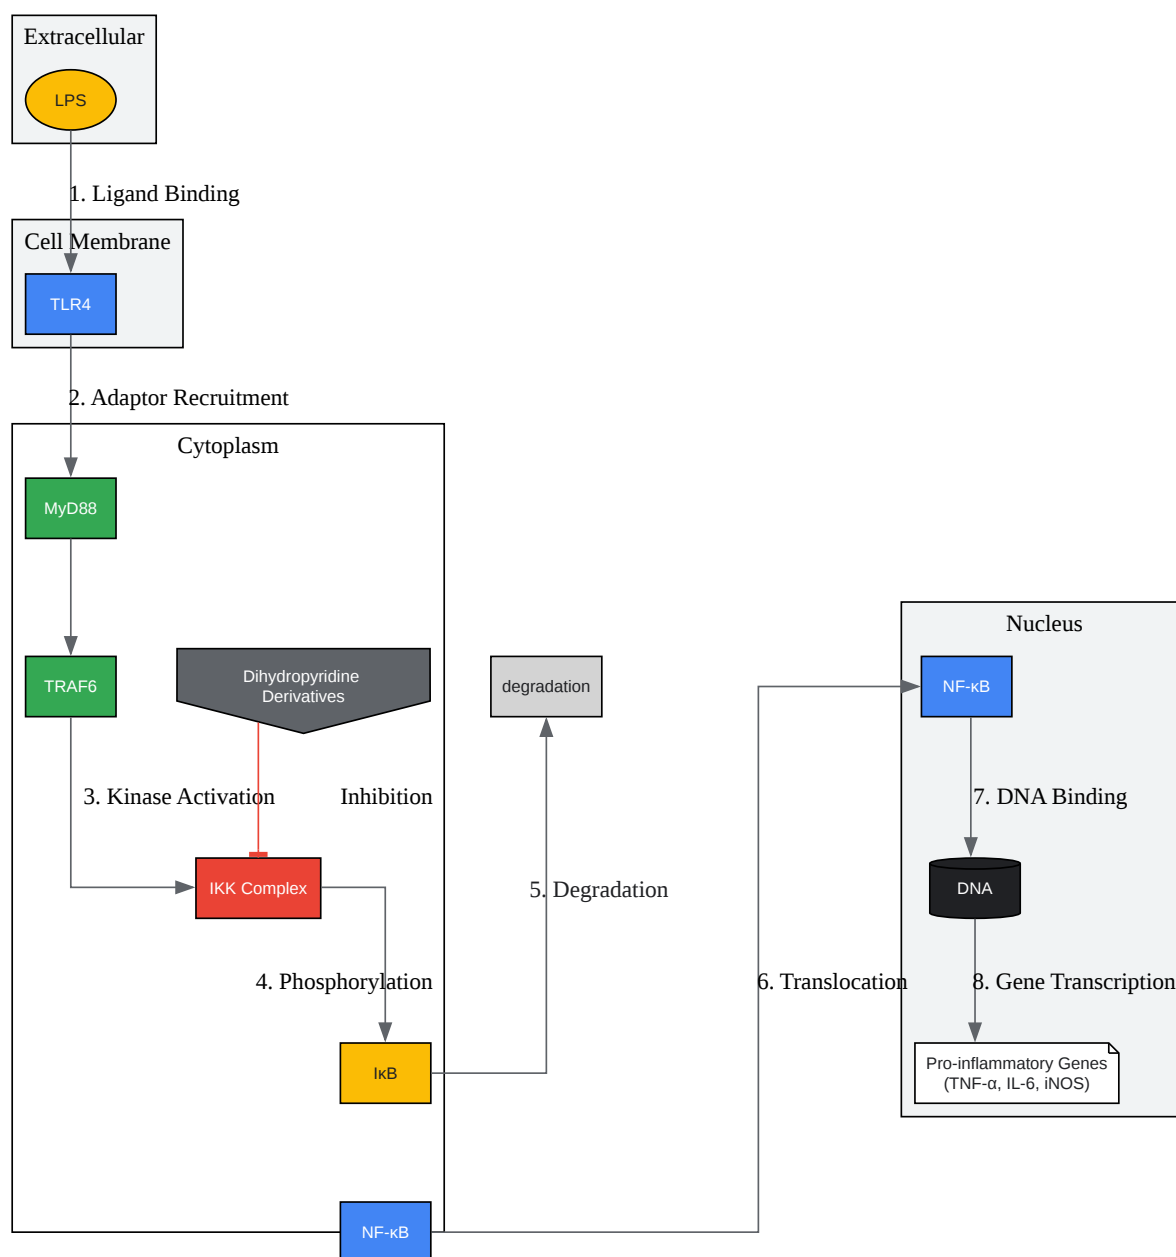 Extracellular
LPS
1. Ligand Binding
Cell Membrane
TLR4
2. Adaptor Recruitment
Cytoplasm
MyD88
TRAF6
Dihydropyridine
Derivatives
degradation
Nucleus
NF-κB
3. Kinase Activation
Inhibition
7. DNA Binding
IKK Complex
5. Degradation
DNA
4. Phosphorylation
6. Translocation
8. Gene Transcription
IκB
Pro-inflammatory Genes
(TNF-α, IL-6, iNOS)
NF-κB